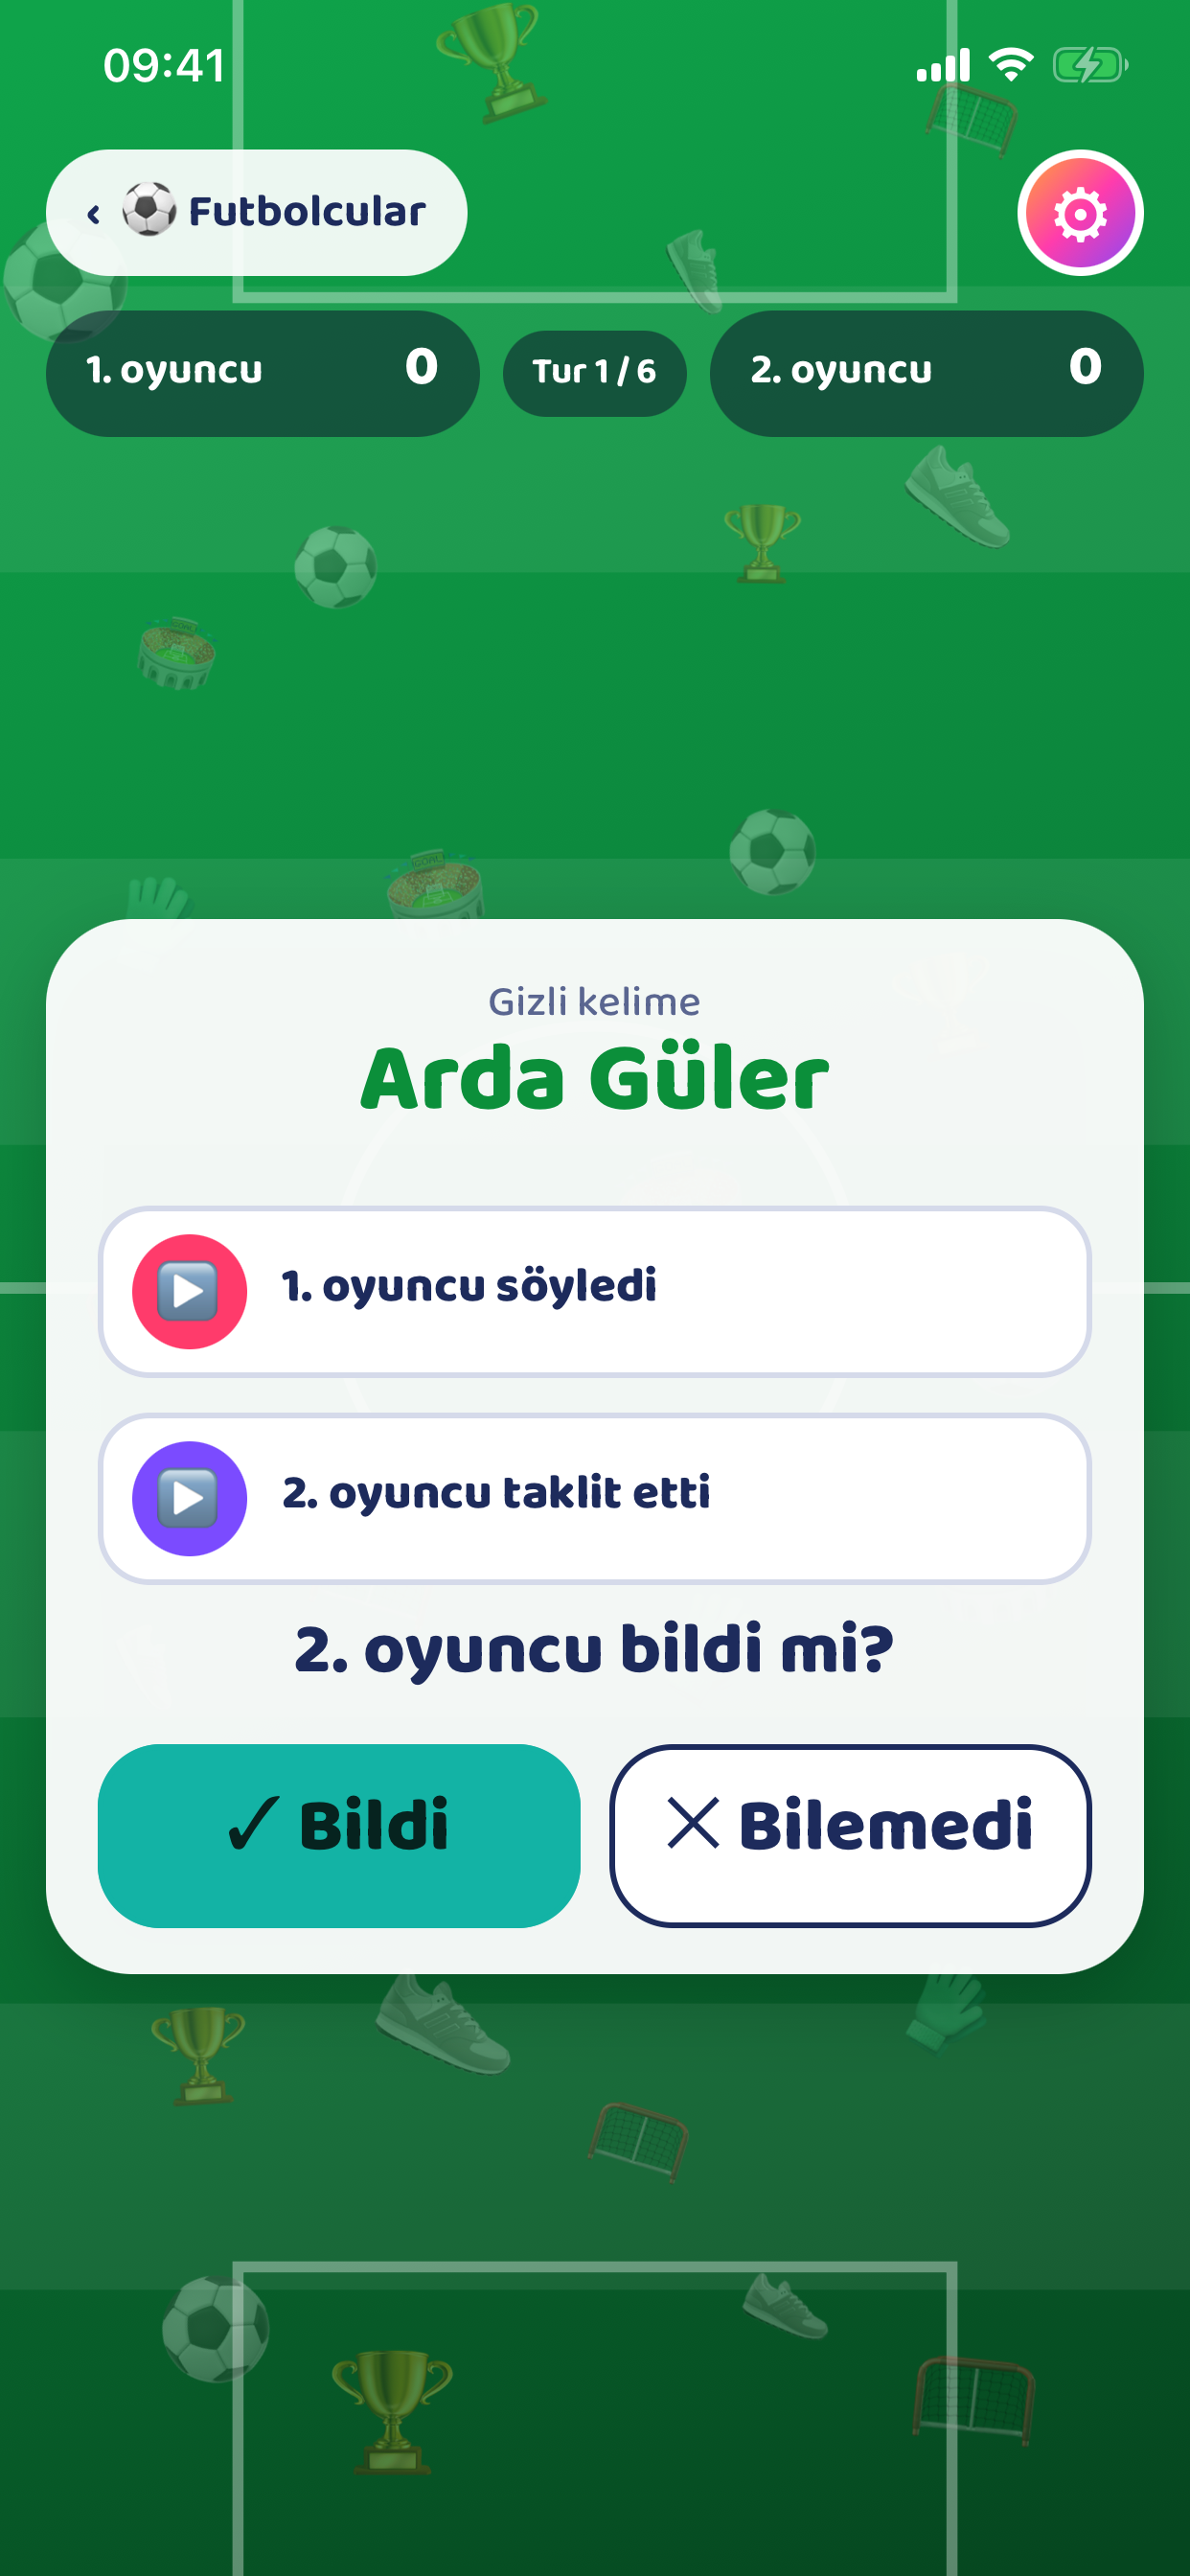 09:41
‹ Futbolcular
1. oyuncu 0
Tur 1 / 6
2. oyuncu 0
Gizli kelime
Arda Güler
1. oyuncu söyledi
2. oyuncu taklit etti
2. oyuncu bildi mi?
✓ Bildi
✕ Bilemedi